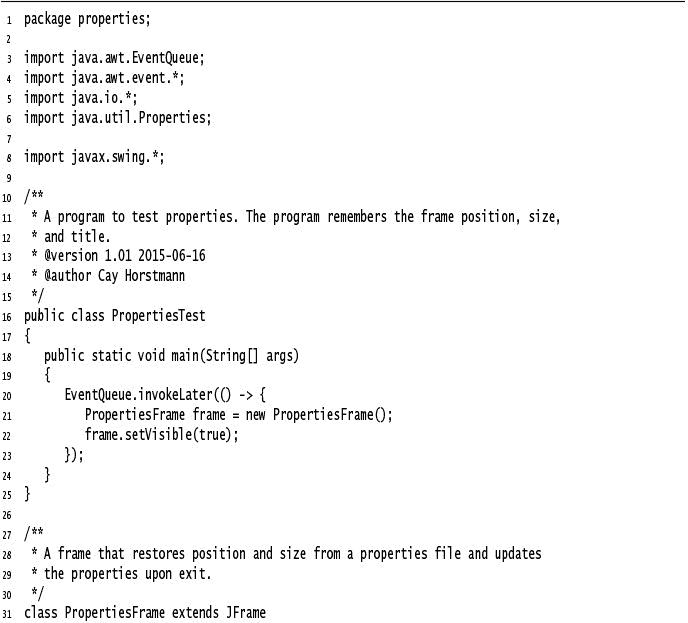 1 package properties;
2
3 import java.awt.EventQueue;
4 import java.awt.event.*;
5 import java.io.*;
6 import java.util.Properties;
7
8 import javax.swing.*;
9
10 /**
11  * A program to test properties. The program remembers the frame position, size,
12  * and title.
13  * @version 1.01 2015-06-16
14  * @author Cay Horstmann
15  */
16 public class PropertiesTest
17 {
18    public static void main(String[] args)
19    {
20       EventQueue.invokeLater(() -> {
21          PropertiesFrame frame = new PropertiesFrame();
22          frame.setVisible(true);
23       });
24    }
25 }
26
27 /**
28  * A frame that restores position and size from a properties file and updates
29  * the properties upon exit.
30  */
31 class PropertiesFrame extends JFrame